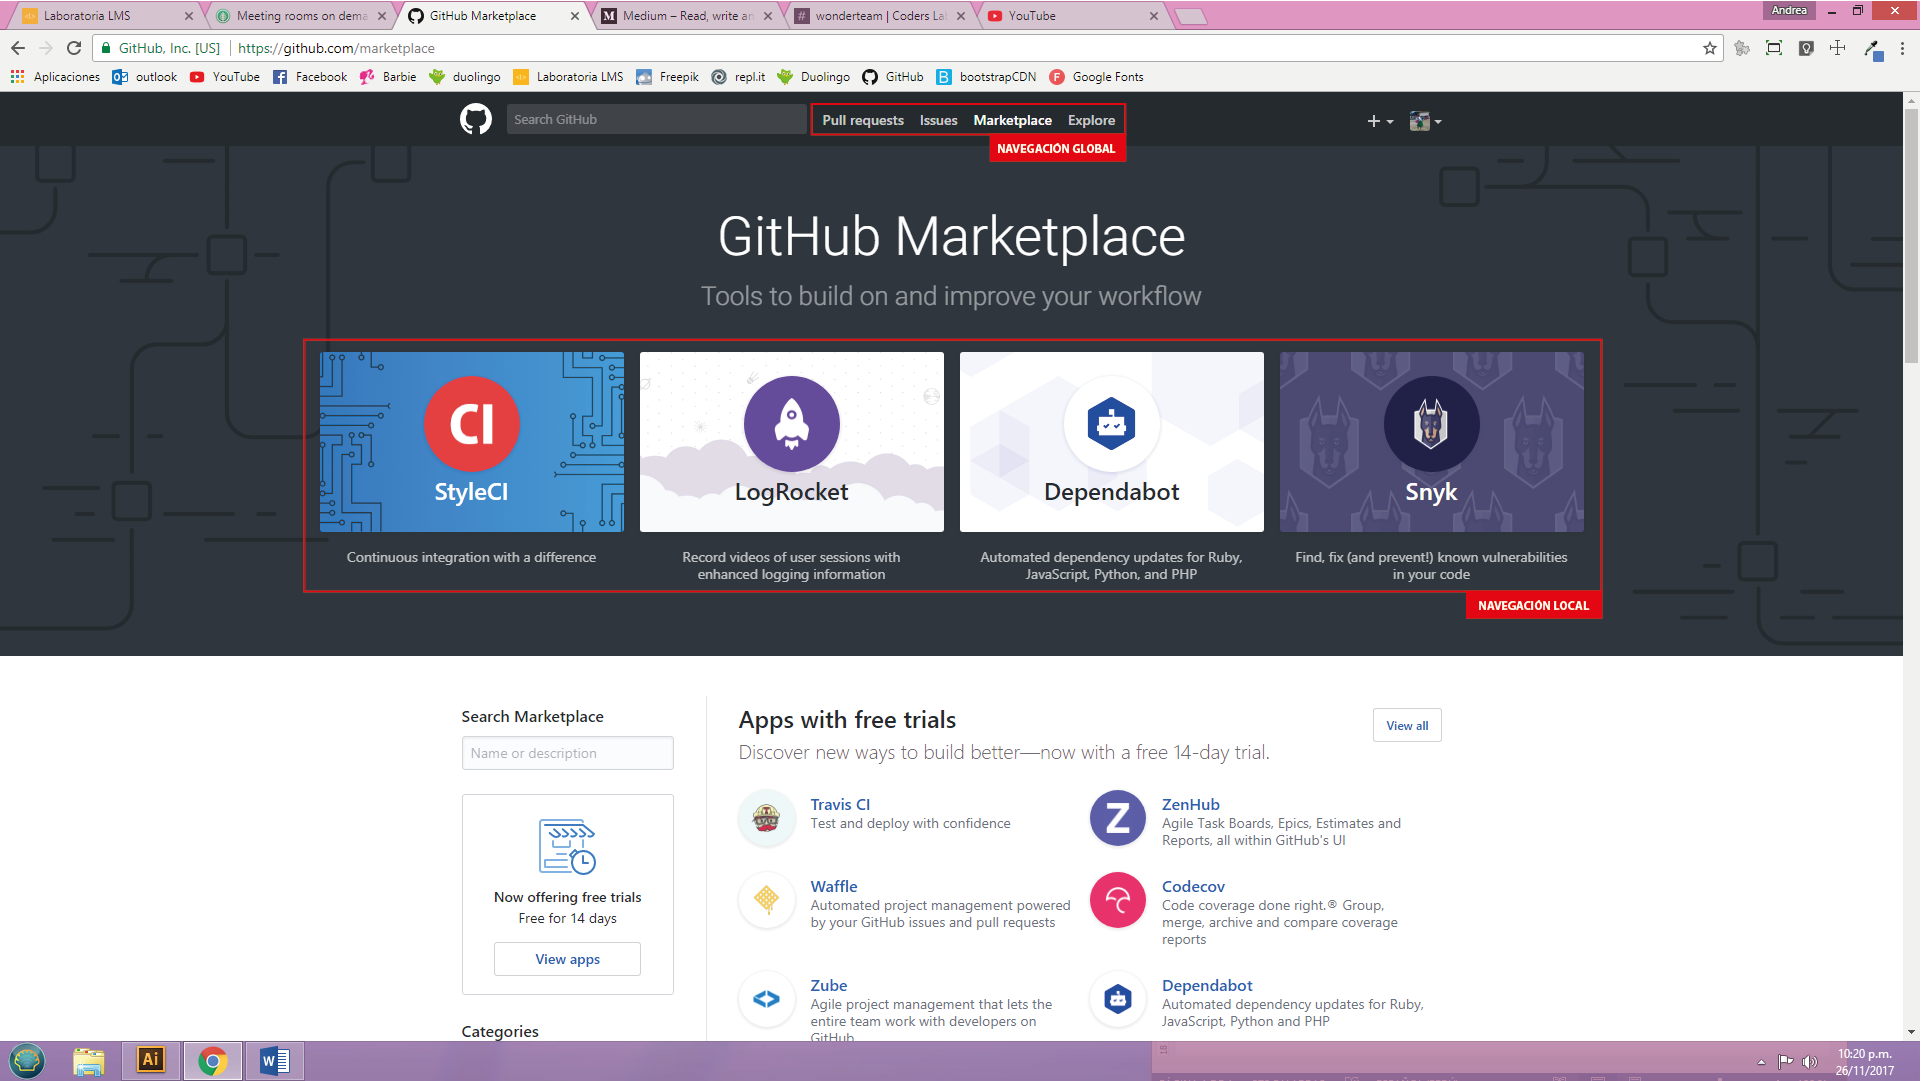 Laboratoria LMS
Meeting rooms on dema
GitHub Marketplace
Medium – Read, write an
wonderteam | Coders La
YouTube
Andrea
GitHub, Inc. [US]
https://github.com/marketplace
Aplicaciones
outlook
YouTube
Facebook
Barbie
duolingo
Laboratoria LMS
Freepik
repl.it
Duolingo
GitHub
bootstrapCDN
Google Fonts
Search GitHub
Pull requests
Issues
Marketplace
Explore
NAVEGACIÓN GLOBAL
GitHub Marketplace
Tools to build on and improve your workflow
CI
StyleCI
LogRocket
Dependabot
Snyk
Continuous integration with a difference
Record videos of user sessions with
enhanced logging information
Automated dependency updates for Ruby,
JavaScript, Python, and PHP
Find, fix (and prevent!) known vulnerabilities
in your code
NAVEGACIÓN LOCAL
Search Marketplace
Name or description
Now offering free trials
Free for 14 days
View apps
Categories
Apps with free trials
View all
Discover new ways to build better—now with a free 14-day trial.
Travis CI
Test and deploy with confidence
Z
ZenHub
Agile Task Boards, Epics, Estimates and
Reports, all within GitHub's UI
Waffle
Automated project management powered
by your GitHub issues and pull requests
Codecov
Code coverage done right.® Group,
merge, archive and compare coverage
reports
Zube
Agile project management that lets the
entire team work with developers on
GitHub
Dependabot
Automated dependency updates for Ruby,
JavaScript, Python and PHP
Ai
W
10:20 p.m.
26/11/2017